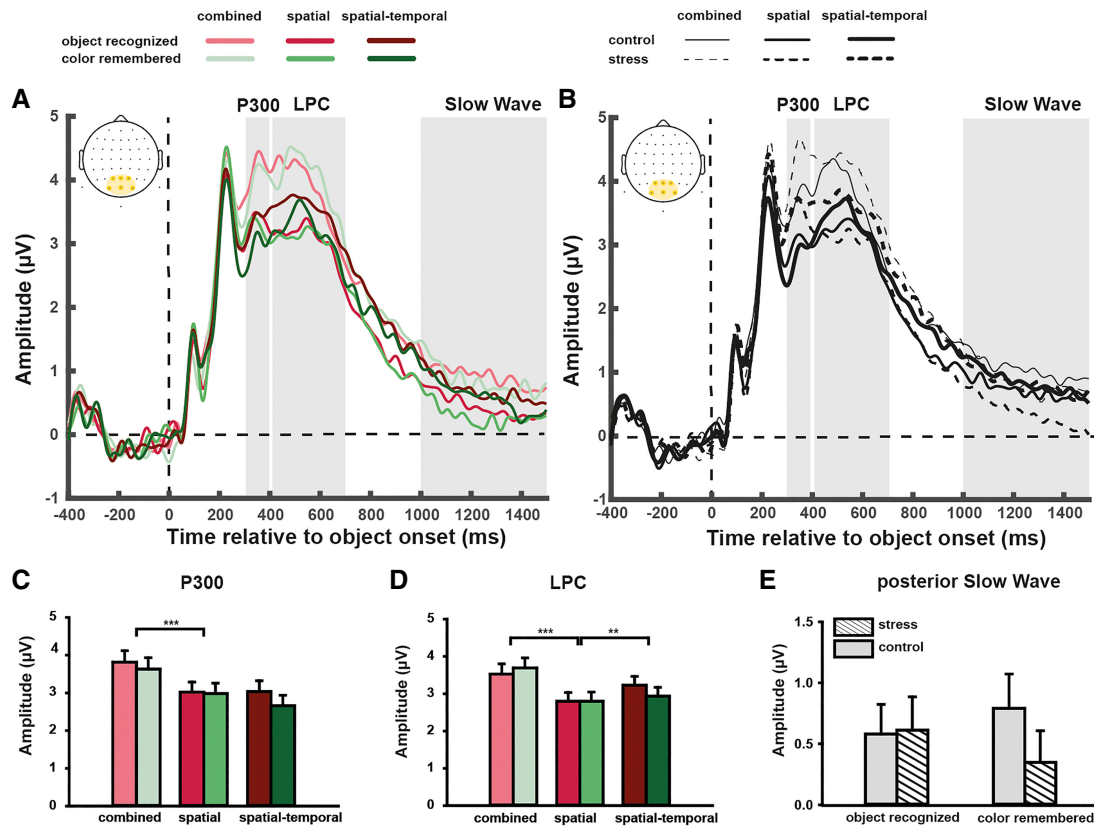 combined spatial spatial-temporal
object recognized
color remembered
combined spatial spatial-temporal
control
stress
A
P300 LPC Slow Wave
5
4
3
2
1
0
-1
Amplitude (µV)
-400 -200 0 200 400 600 800 1000 1200 1400
Time relative to object onset (ms)
B
P300 LPC Slow Wave
5
4
3
2
1
0
-1
Amplitude (µV)
-400 -200 0 200 400 600 800 1000 1200 1400
Time relative to object onset (ms)
C
P300
***
5
4
3
2
1
0
Amplitude (µV)
combined spatial spatial-temporal
D
LPC
*** **
5
4
3
2
1
0
Amplitude (µV)
combined spatial spatial-temporal
E
posterior Slow Wave
stress
control
1.5
1.0
0.5
0.0
Amplitude (µV)
object recognized color remembered